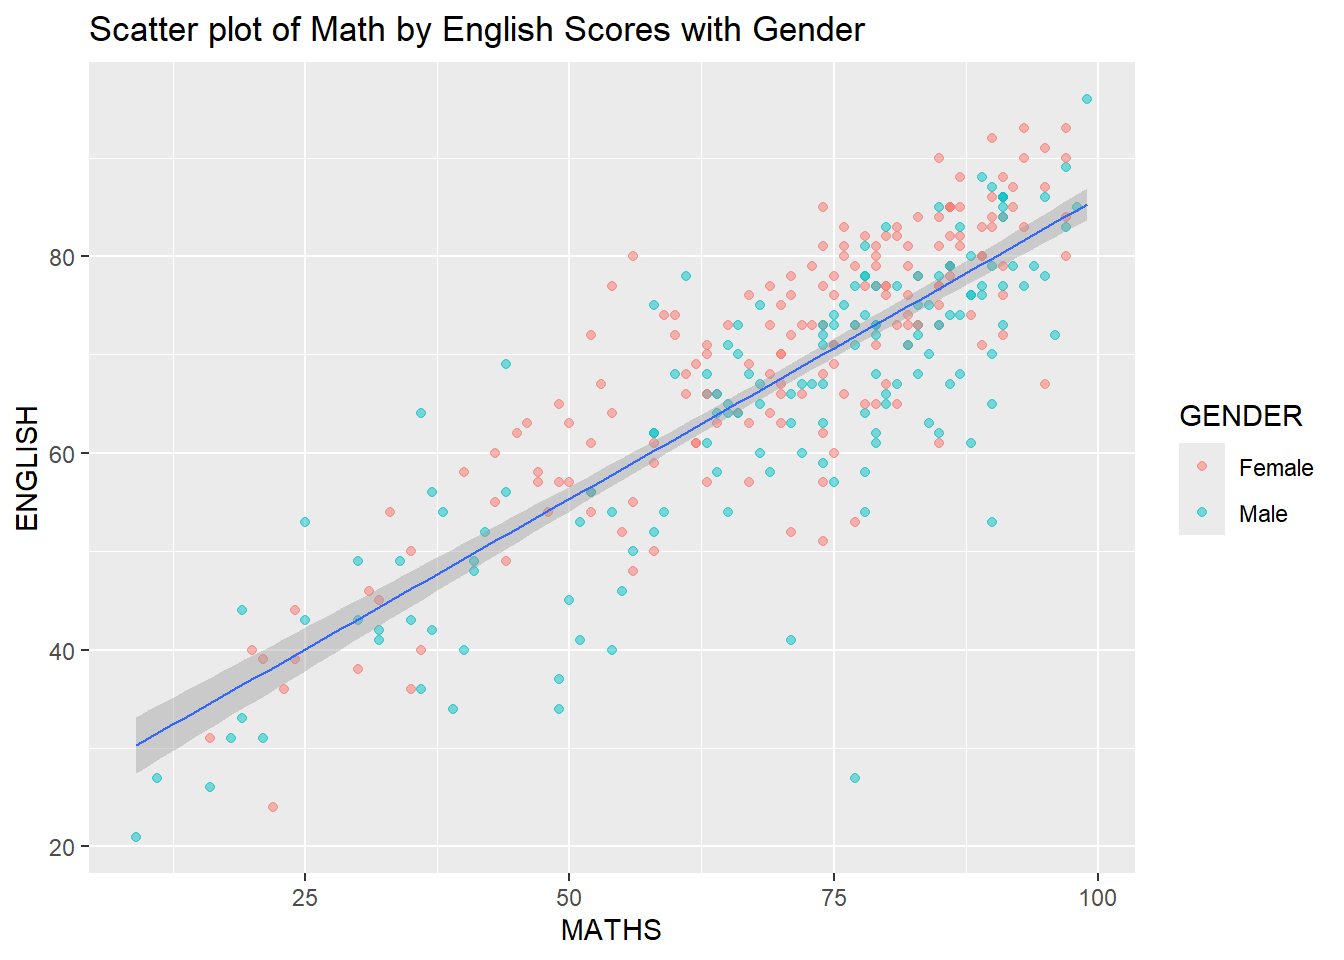 Scatter plot of Math by English Scores with Gender
ENGLISH
80
60
40
20
25 50 75 100
MATHS
GENDER
Female
Male